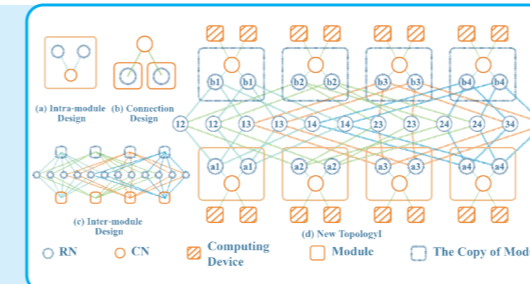 b1 b1 b2 b2 b3 b3 b4 b4
(a) Intra-module (b) Connection
Design Design
12 12 13 13 14 14 23 23 24 24 34
a1 a1 a2 a2 a3 a3 a4 a4
(c) Inter-module
Design
(d) New TopologyI
RN CN Computing
Device
Module The Copy of Mod